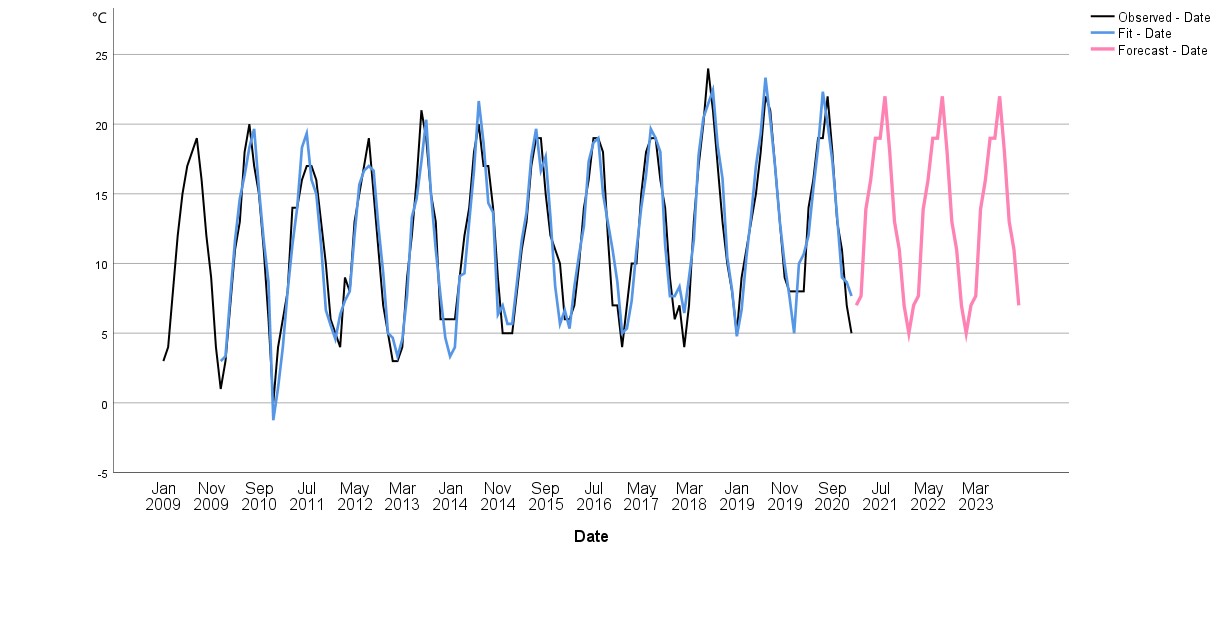 °C
Observed - Date
Fit - Date
Forecast - Date
25
20
15
10
5
0
-5
Jan Nov Sep Jul May Mar Jan Nov Sep Jul May Mar Jan Nov Sep Jul May Mar
2009 2009 2010 2011 2012 2013 2014 2014 2015 2016 2017 2018 2019 2019 2020 2021 2022 2023
Date